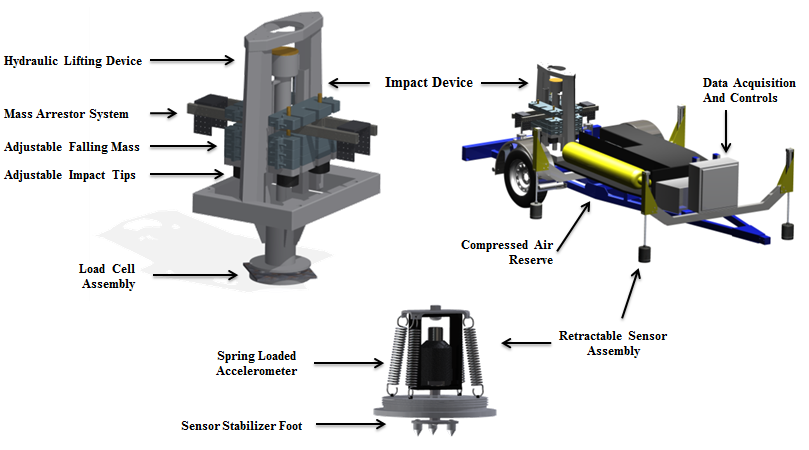 Hydraulic Lifting Device
Impact Device
Data Acquisition
And Controls
Mass Arrestor System
Adjustable Falling Mass
Adjustable Impact Tips
Compressed Air
Reserve
Load Cell
Assembly
Retractable Sensor
Assembly
Spring Loaded
Accelerometer
Sensor Stabilizer Foot